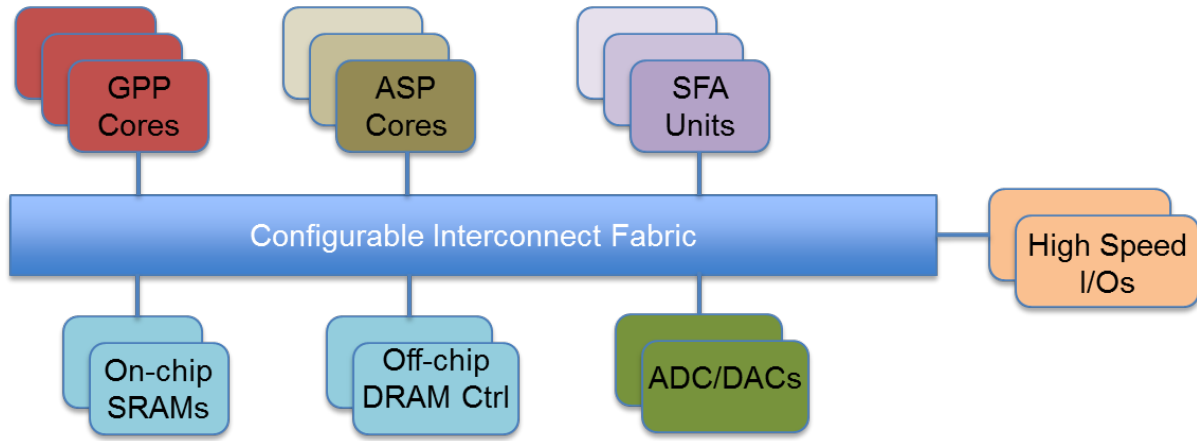 GPP
Cores
ASP
Cores
SFA
Units
Configurable Interconnect Fabric
High Speed
I/Os
On-chip
SRAMs
Off-chip
DRAM Ctrl
ADC/DACs